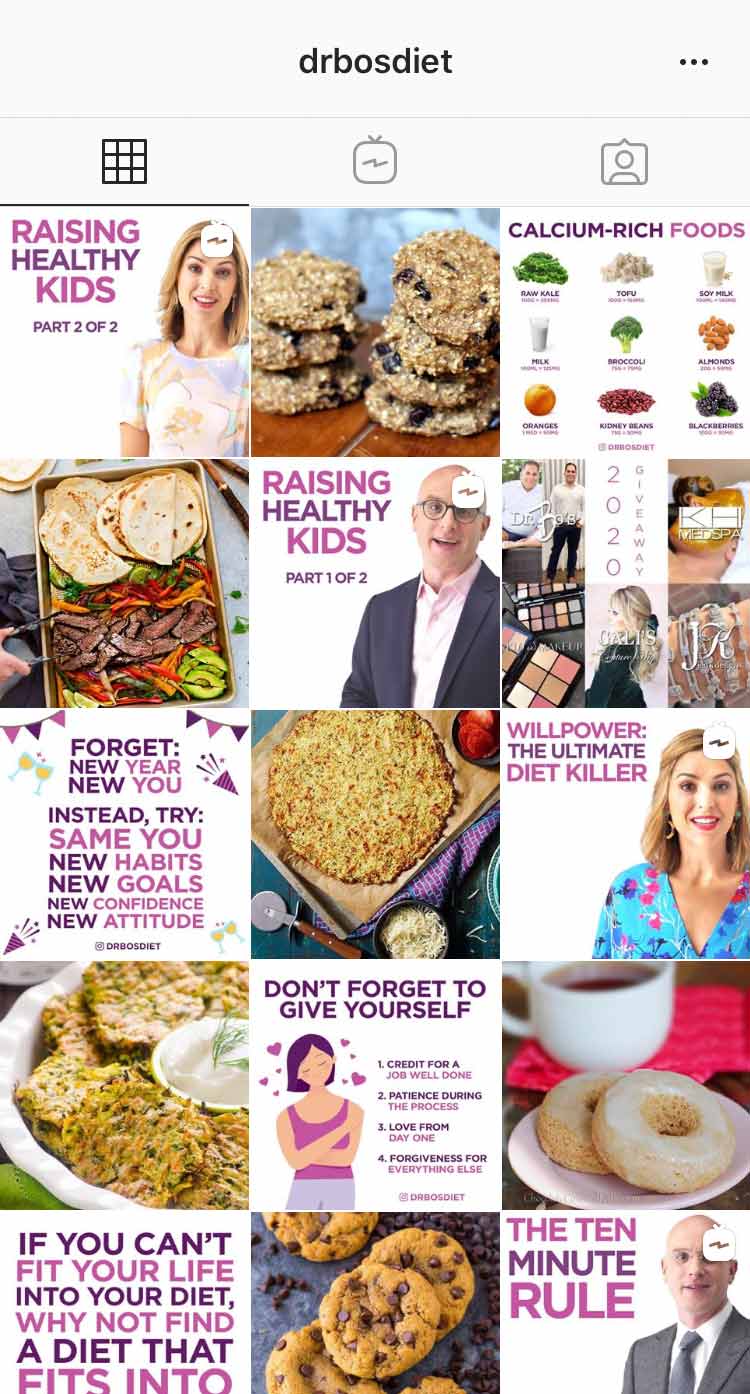 drbosdiet
RAISING
HEALTHY
KIDS
PART 2 OF 2
CALCIUM-RICH FOODS
RAW KALE
TOFU
SOY MILK
MILK
BROCCOLI
ALMONDS
ORANGES
KIDNEY BEANS
BLACKBERRIES
DRBOSDIET
RAISING
HEALTHY
KIDS
PART 1 OF 2
2020
GIVEAWAY
DR. BO'S
MEDSPA
CALI'S
JK
FORGET:
NEW YEAR
NEW YOU
INSTEAD, TRY:
SAME YOU
NEW HABITS
NEW GOALS
NEW CONFIDENCE
NEW ATTITUDE
DRBOSDIET
WILLPOWER:
THE ULTIMATE
DIET KILLER
DON'T FORGET TO
GIVE YOURSELF
1. CREDIT FOR A
JOB WELL DONE
2. PATIENCE DURING
THE PROCESS
3. LOVE FROM
DAY ONE
4. FORGIVENESS FOR
EVERYTHING ELSE
DRBOSDIET
IF YOU CAN'T
FIT YOUR LIFE
INTO YOUR DIET,
WHY NOT FIND
A DIET THAT
FITS INTO
THE TEN
MINUTE
RULE